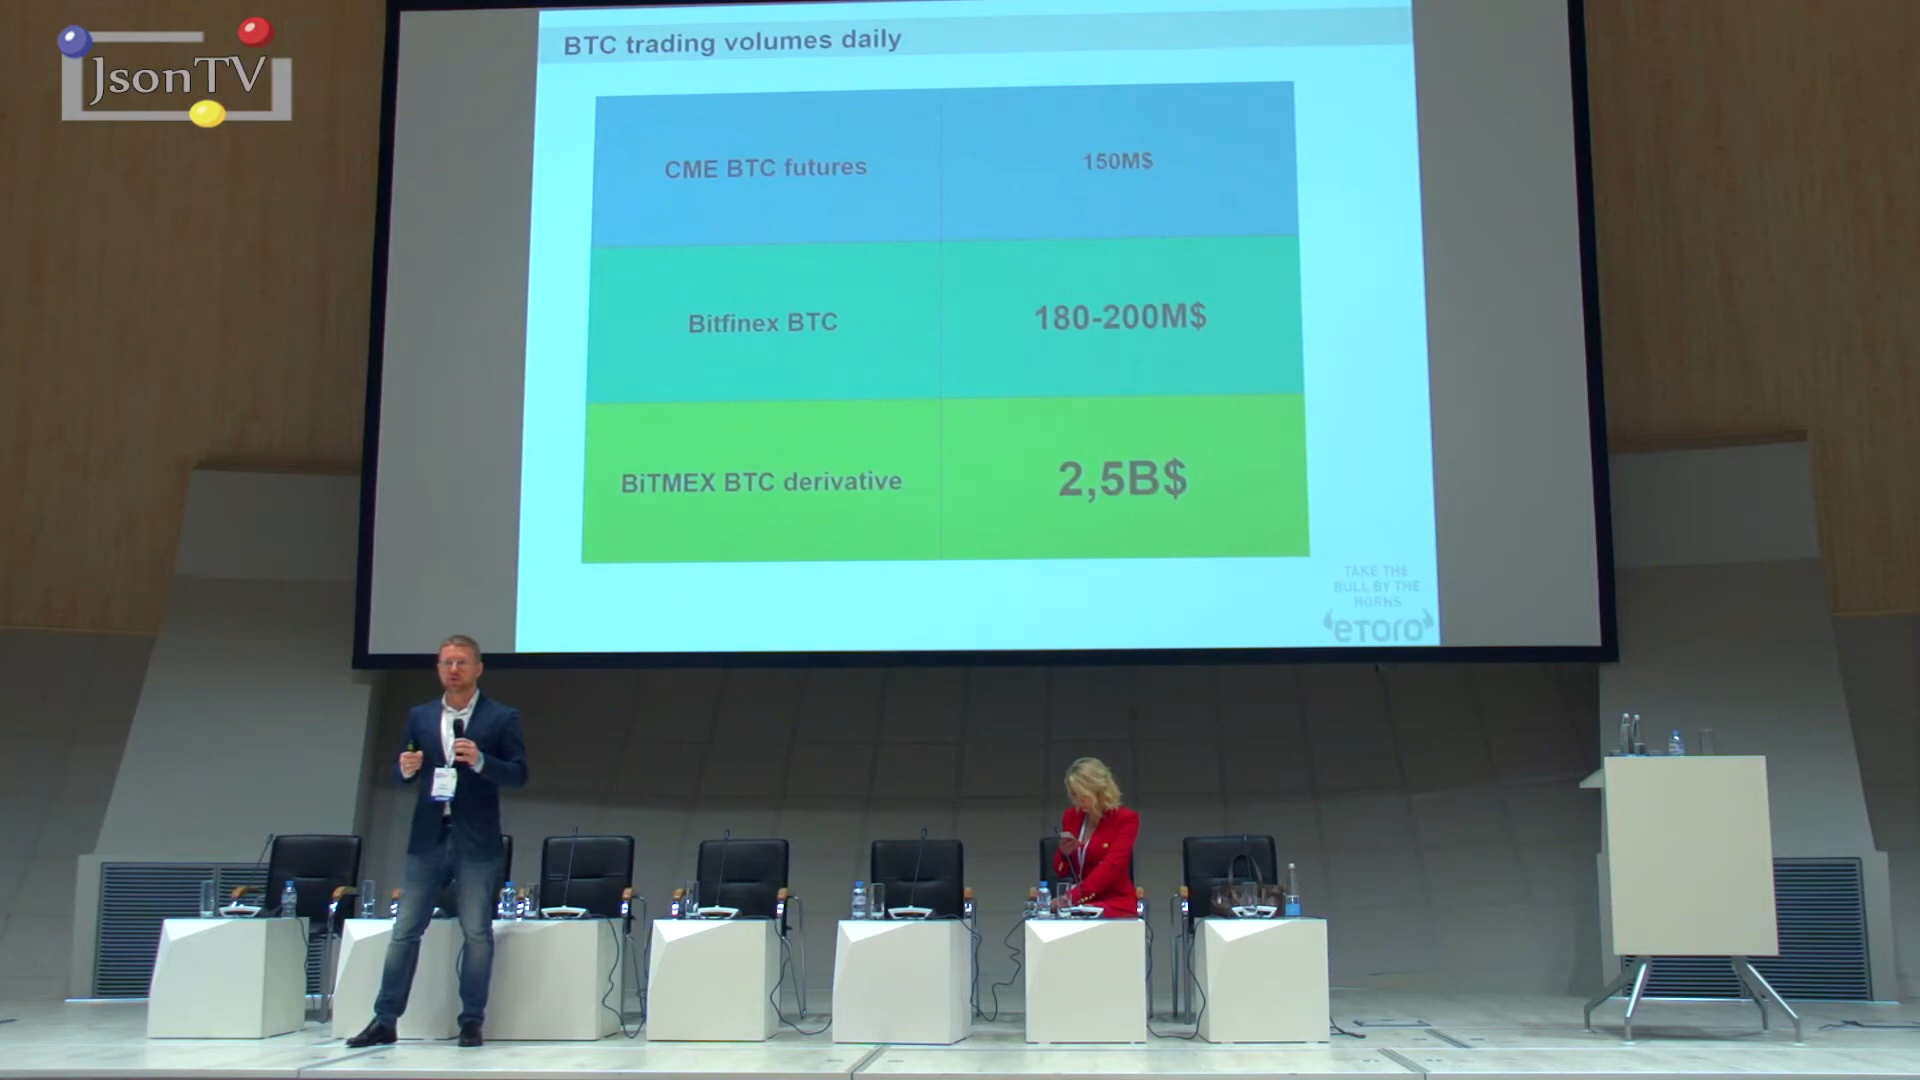 JsonTV
BTC trading volumes daily
CME BTC futures
150M$
Bitfinex BTC
180-200M$
BiTMEX BTC derivative
2,5B$
TAKE THE
BULL BY THE
HORNS
eToro